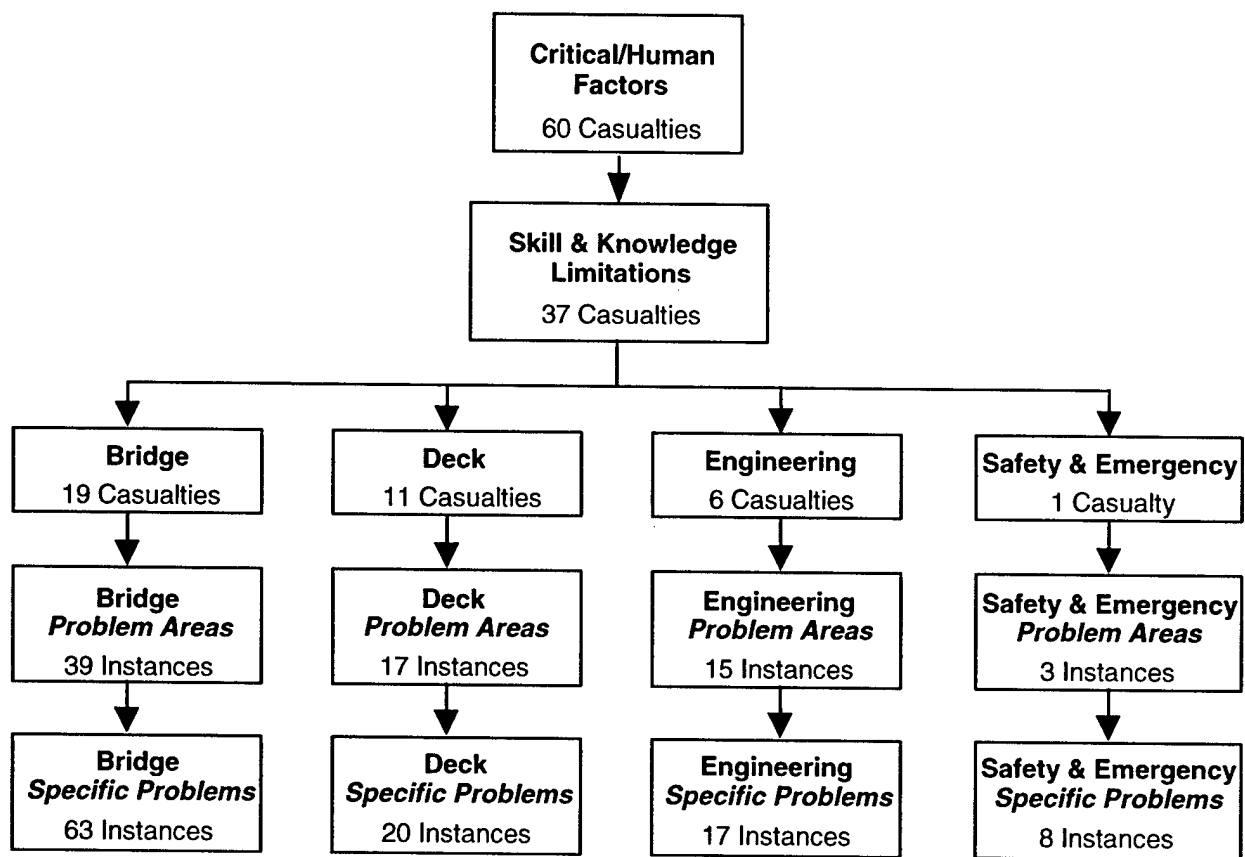 Critical/Human
Factors
60 Casualties
Skill & Knowledge
Limitations
37 Casualties
Bridge
19 Casualties
Deck
11 Casualties
Engineering
6 Casualties
Safety & Emergency
1 Casualty
Bridge
Problem Areas
39 Instances
Deck
Problem Areas
17 Instances
Engineering
Problem Areas
15 Instances
Safety & Emergency
Problem Areas
3 Instances
Bridge
Specific Problems
63 Instances
Deck
Specific Problems
20 Instances
Engineering
Specific Problems
17 Instances
Safety & Emergency
Specific Problems
8 Instances